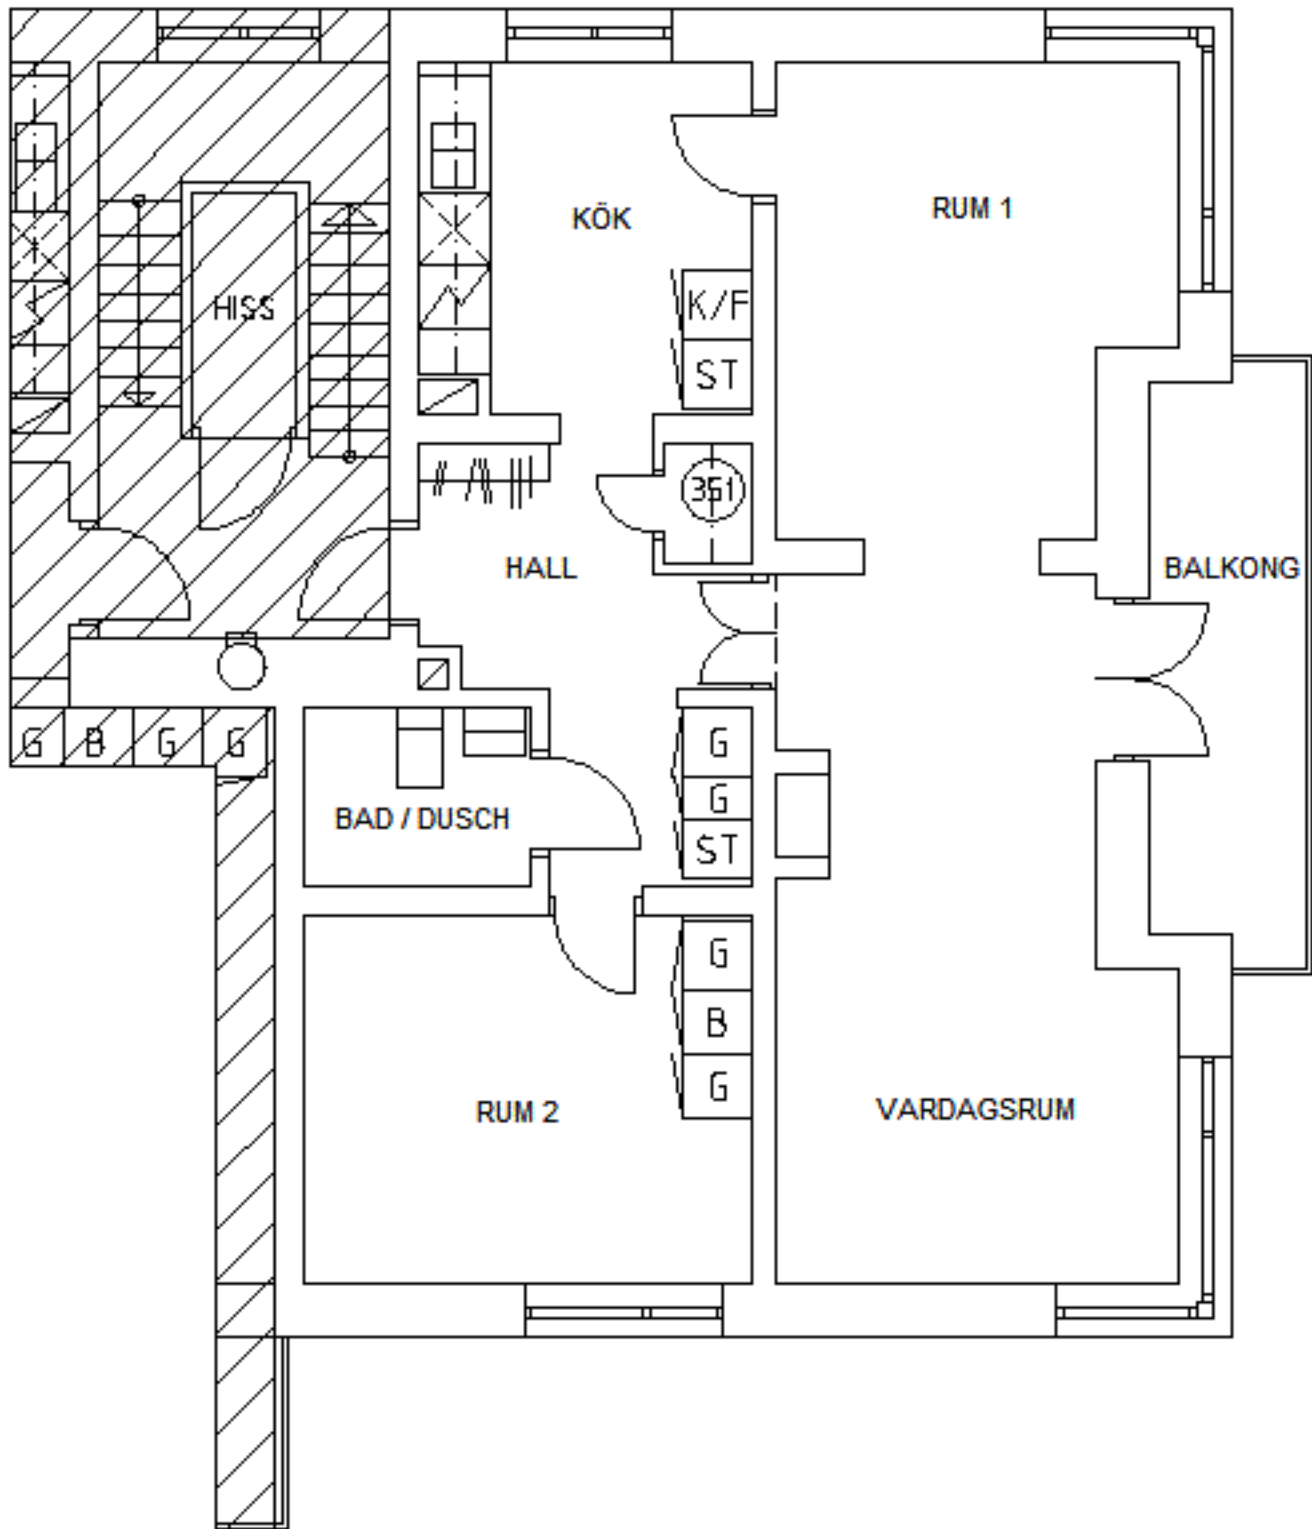 RUM 1
KÖK
HISS
K/F
ST
351
HALL
BALKONG
G
B
G
G
G
G
ST
BAD / DUSCH
G
B
G
RUM 2
VARDAGSRUM